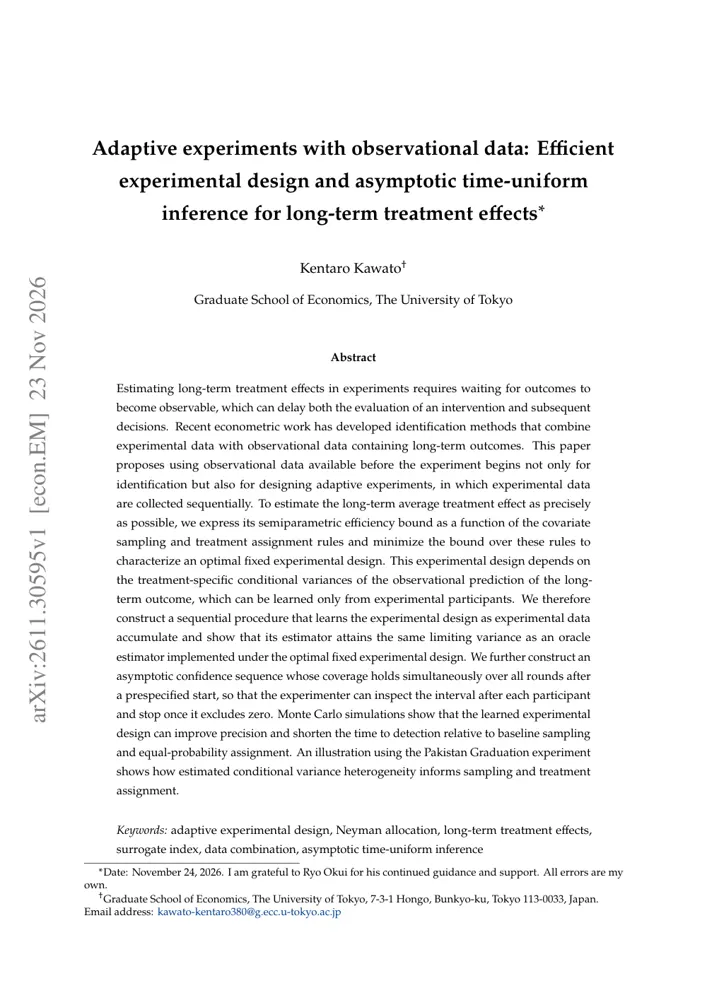 Adaptive experiments with observational data: Efficient
experimental design and asymptotic time-uniform
inference for long-term treatment effects*
Kentaro Kawato†
Graduate School of Economics, The University of Tokyo
arXiv:2611.30595v1 [econ.EM] 23 Nov 2026
Abstract
Estimating long-term treatment effects in experiments requires waiting for outcomes to
become observable, which can delay both the evaluation of an intervention and subsequent
decisions. Recent econometric work has developed identification methods that combine
experimental data with observational data containing long-term outcomes. This paper
proposes using observational data available before the experiment begins not only for
identification but also for designing adaptive experiments, in which experimental data
are collected sequentially. To estimate the long-term average treatment effect as precisely
as possible, we express its semiparametric efficiency bound as a function of the covariate
sampling and treatment assignment rules and minimize the bound over these rules to
characterize an optimal fixed experimental design. This experimental design depends on
the treatment-specific conditional variances of the observational prediction of the long-
term outcome, which can be learned only from experimental participants. We therefore
construct a sequential procedure that learns the experimental design as experimental data
accumulate and show that its estimator attains the same limiting variance as an oracle
estimator implemented under the optimal fixed experimental design. We further construct an
asymptotic confidence sequence whose coverage holds simultaneously over all rounds after
a prespecified start, so that the experimenter can inspect the interval after each participant
and stop once it excludes zero. Monte Carlo simulations show that the learned experimental
design can improve precision and shorten the time to detection relative to baseline sampling
and equal-probability assignment. An illustration using the Pakistan Graduation experiment
shows how estimated conditional variance heterogeneity informs sampling and treatment
assignment.
Keywords: adaptive experimental design, Neyman allocation, long-term treatment effects,
surrogate index, data combination, asymptotic time-uniform inference
*Date: November 24, 2026. I am grateful to Ryo Okui for his continued guidance and support. All errors are my
own.
†Graduate School of Economics, The University of Tokyo, 7-3-1 Hongo, Bunkyo-ku, Tokyo 113-0033, Japan.
Email address: kawato-kentaro380@g.ecc.u-tokyo.ac.jp